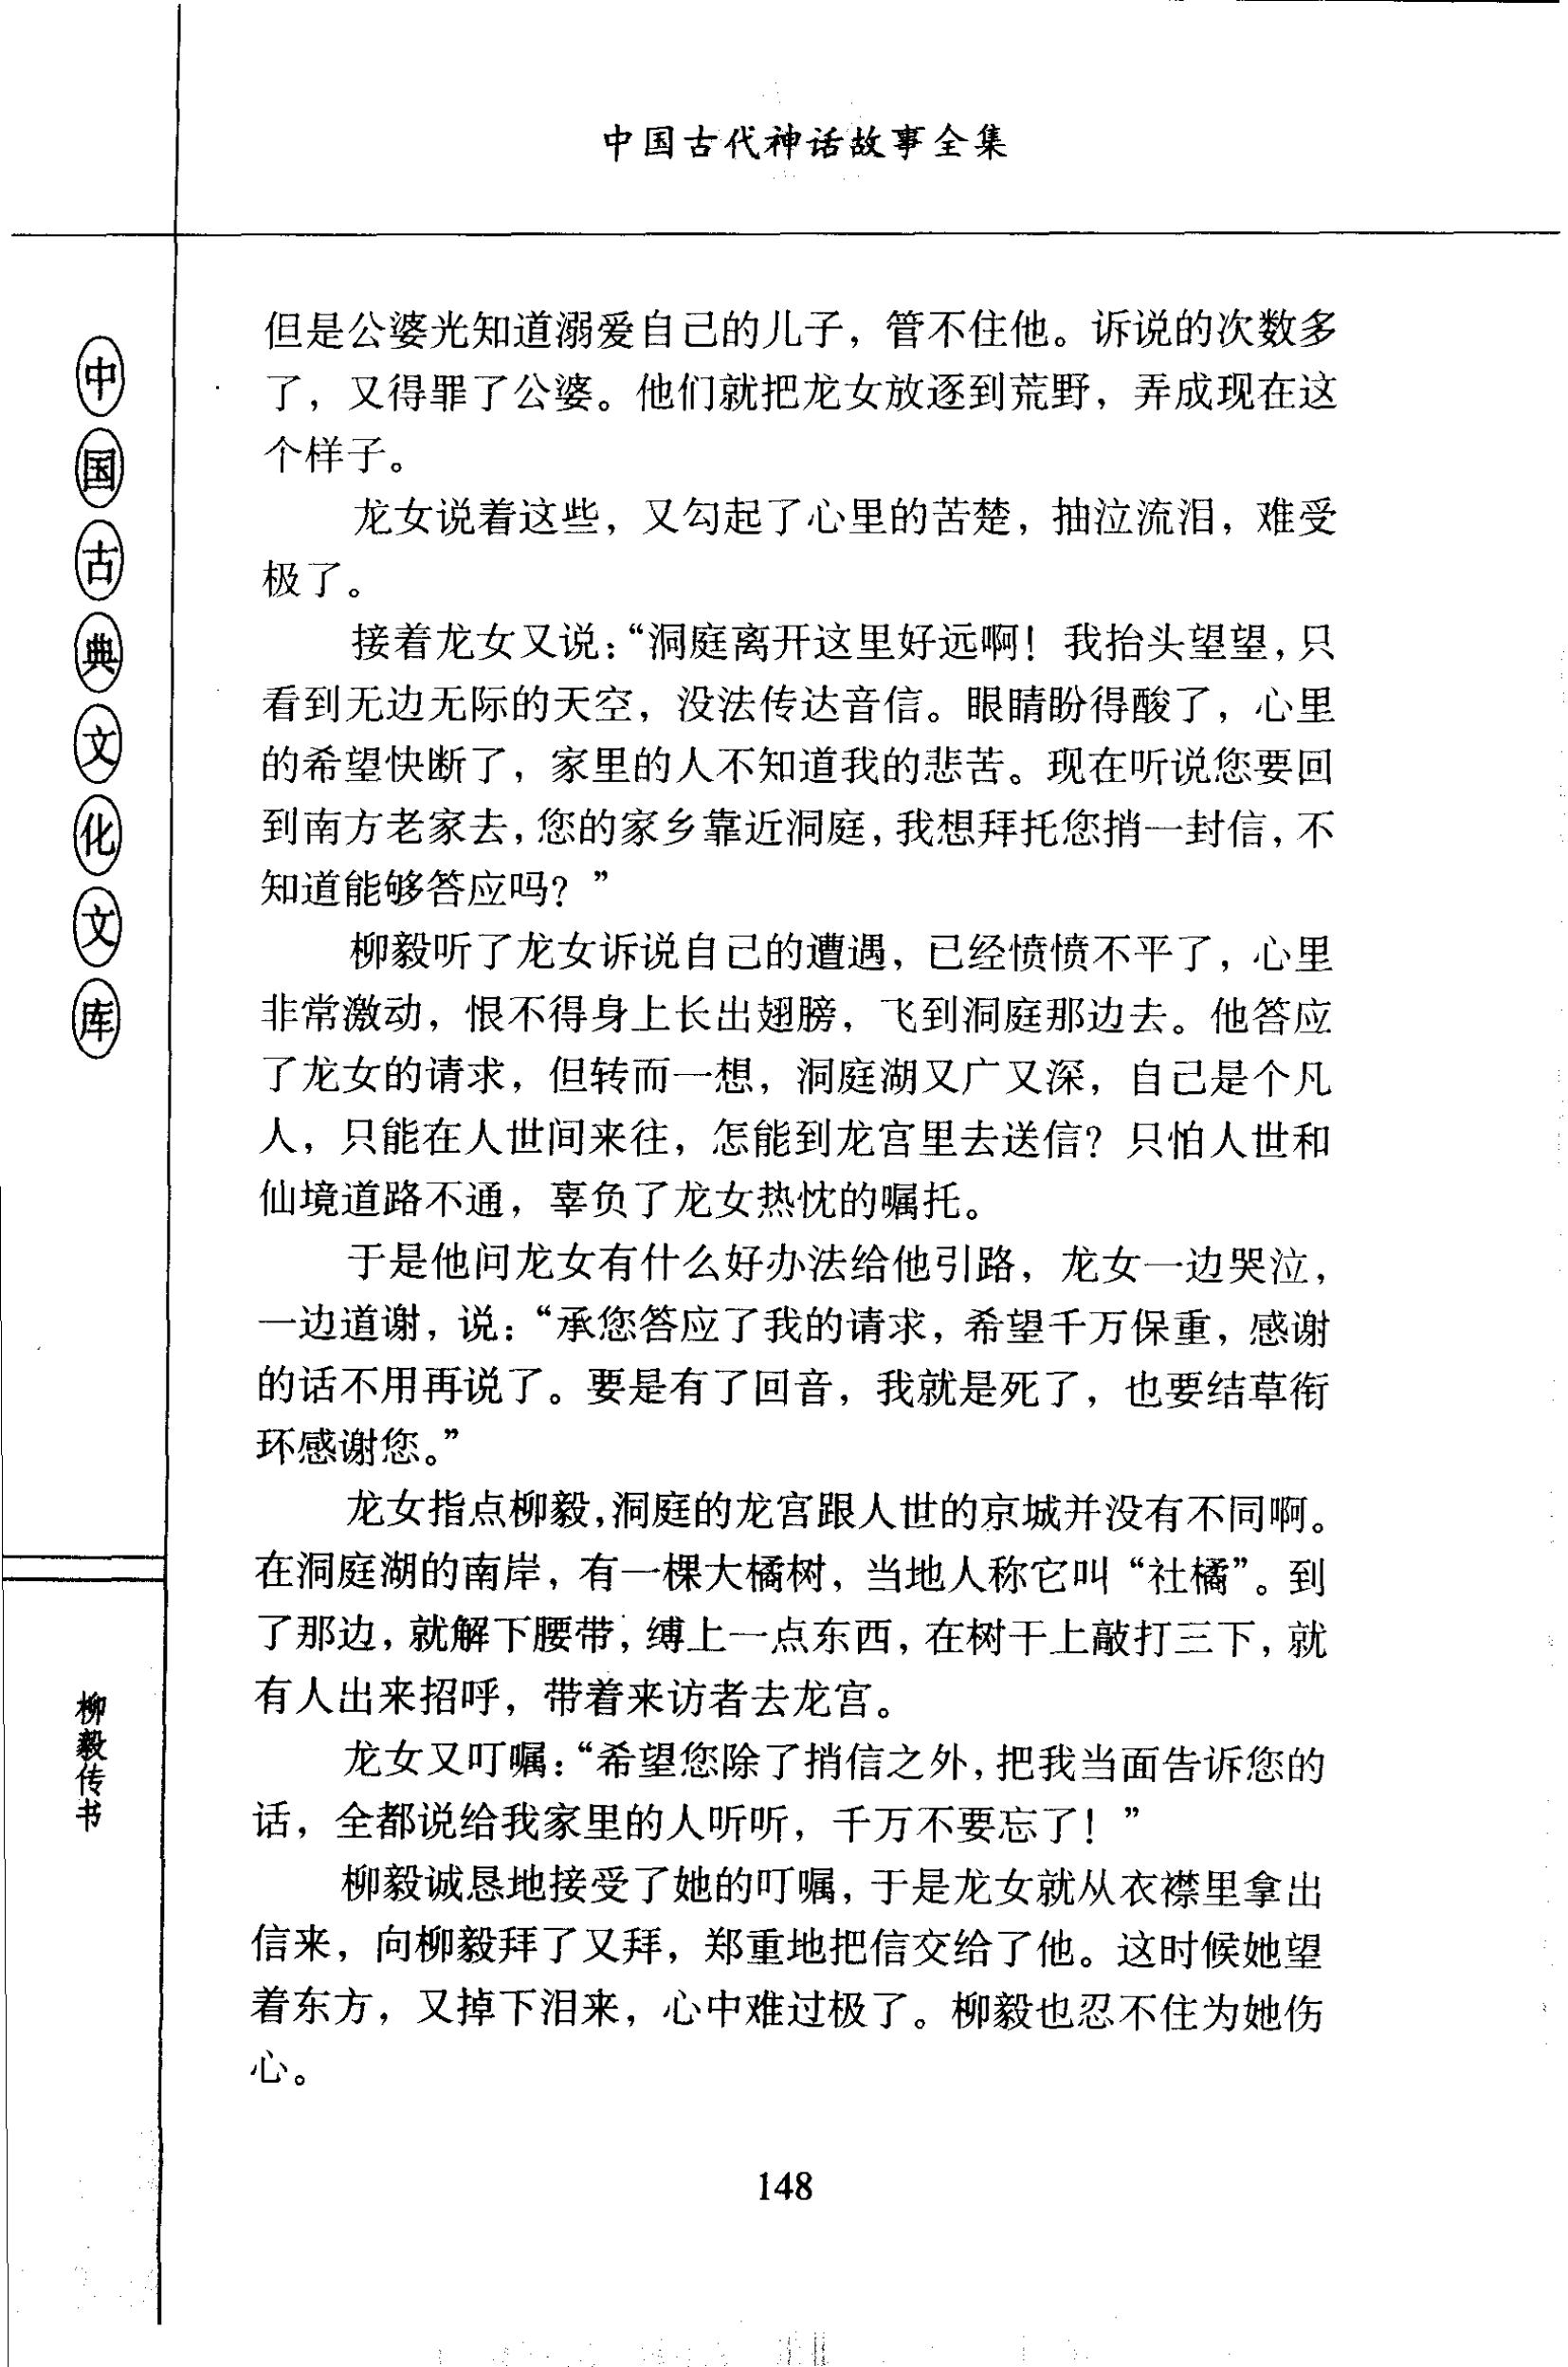 中国古代神话故事全集
中国古典文化文库
柳毅传书
但是公婆光知道溺爱自己的儿子，管不住他。诉说的次数多
了，又得罪了公婆。他们就把龙女放逐到荒野，弄成现在这
个样子。
龙女说着这些，又勾起了心里的苦楚，抽泣流泪，难受
极了。
接着龙女又说：“洞庭离开这里好远啊！我抬头望望，只
看到无边无际的天空，没法传达音信。眼睛盼得酸了，心里
的希望快断了，家里的人不知道我的悲苦。现在听说您要回
到南方老家去，您的家乡靠近洞庭，我想拜托您捎一封信，不
知道能够答应吗？”
柳毅听了龙女诉说自己的遭遇，已经愤愤不平了，心里
非常激动，恨不得身上长出翅膀，飞到洞庭那边去。他答应
了龙女的请求，但转而一想，洞庭湖又广又深，自己是个凡
人，只能在人世间来往，怎能到龙宫里去送信？只怕人世和
仙境道路不通，辜负了龙女热忱的嘱托。
于是他问龙女有什么好办法给他引路，龙女一边哭泣，
一边道谢，说：“承您答应了我的请求，希望千万保重，感谢
的话不用再说了。要是有了回音，我就是死了，也要结草衔
环感谢您。”
龙女指点柳毅，洞庭的龙宫跟人世的京城并没有不同啊。
在洞庭湖的南岸，有一棵大橘树，当地人称它叫“社橘”。到
了那边，就解下腰带，缚上一点东西，在树干上敲打三下，就
有人出来招呼，带着来访者去龙宫。
龙女又叮嘱：“希望您除了捎信之外，把我当面告诉您的
话，全都说给我家里的人听听，千万不要忘了！”
柳毅诚恳地接受了她的叮嘱，于是龙女就从衣襟里拿出
信来，向柳毅拜了又拜，郑重地把信交给了他。这时候她望
着东方，又掉下泪来，心中难过极了。柳毅也忍不住为她伤
心。
148